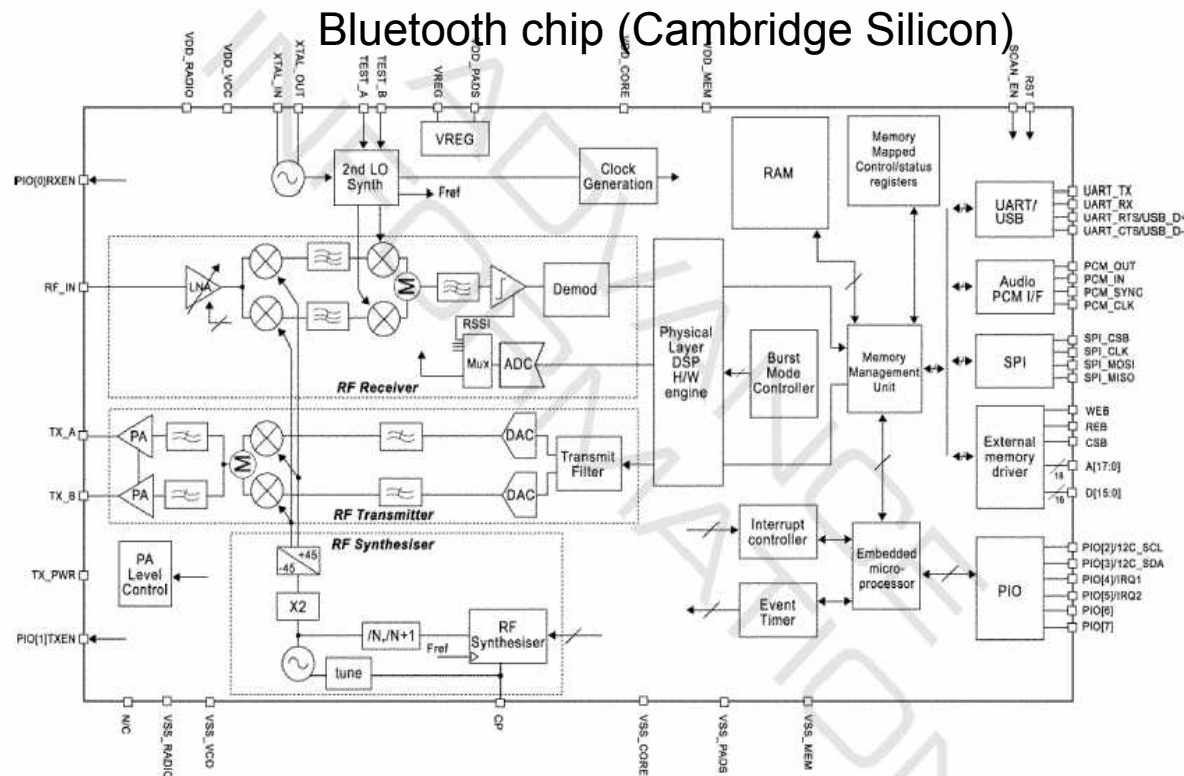 Bluetooth chip (Cambridge Silicon)
VDD_RADIO
VDD_VCC
XTAL_IN
XTAL_OUT
TEST_A
TEST_B
VREG
VDD_PADS
VDD_CORE
VDD_MEM
SCAN_EN
RST
ADVANCE
INFORMATION
VREG
2nd LO
Synth
Fref
Clock
Generation
RAM
Memory
Mapped
Control/status
registers
PIO[0]RXEN
UART/
USB
UART_TX
UART_RX
UART_RTS/USB_D+
UART_CTS/USB_D-
RF_IN
LNA
M
Demod
RSSI
Mux
ADC
RF Receiver
Physical
Layer
DSP
H/W
engine
Burst
Mode
Controller
Memory
Management
Unit
Audio
PCM I/F
PCM_OUT
PCM_IN
PCM_SYNC
PCM_CLK
SPI
SPI_CSB
SPI_CLK
SPI_MOSI
SPI_MISO
TX_A
PA
TX_B
PA
M
DAC
DAC
Transmit
Filter
RF Transmitter
External
memory
driver
WEB
REB
CSB
A[17:0]
18
D[15:0]
16
RF Synthesiser
+45
-45
X2
/N,/N+1
RF
Synthesiser
Fref
tune
TX_PWR
PA
Level
Control
PIO[1]TXEN
Interrupt
controller
Event
Timer
Embedded
micro-
processor
PIO
PIO[2]/12C_SCL
PIO[3]/12C_SDA
PIO[4]/IRQ1
PIO[5]/IRQ2
PIO[6]
PIO[7]
N/C
VSS_RADIO
VSS_VCO
CP
VSS_CORE
VSS_PADS
VSS_MEM